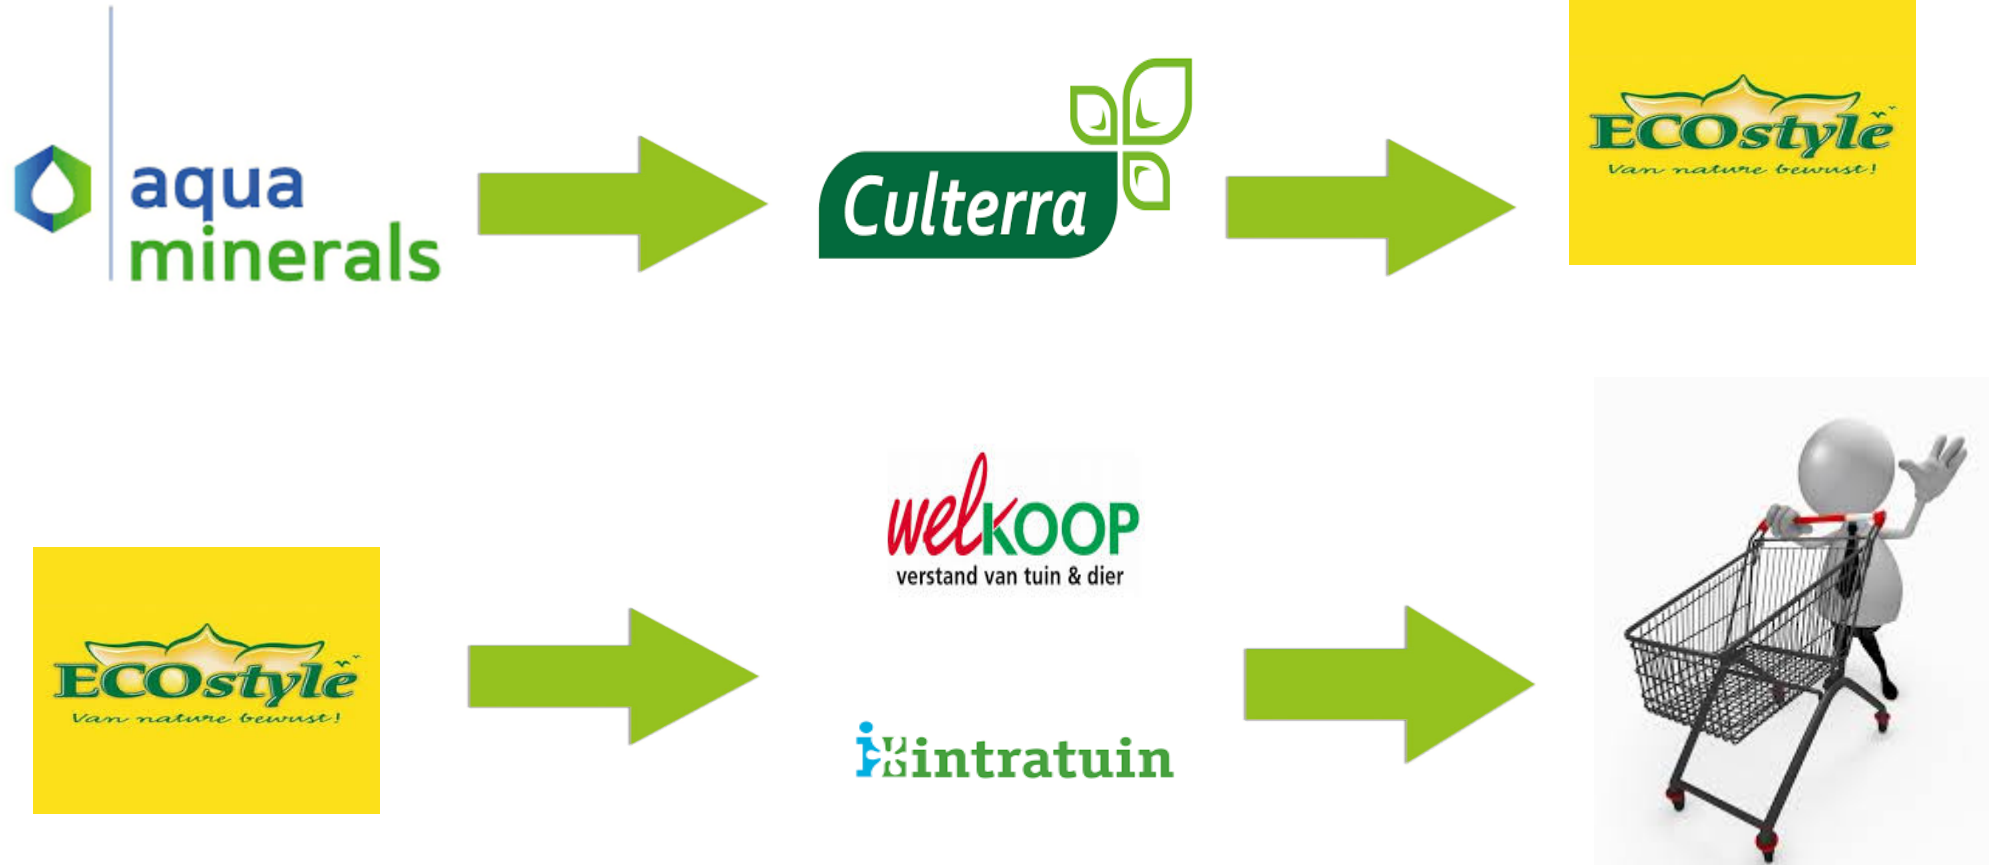 aqua
minerals
Culterra
ECOstyle
Van nature bewust!
welkoop
verstand van tuin & dier
ECOstyle
Van nature bewust!
intratuin